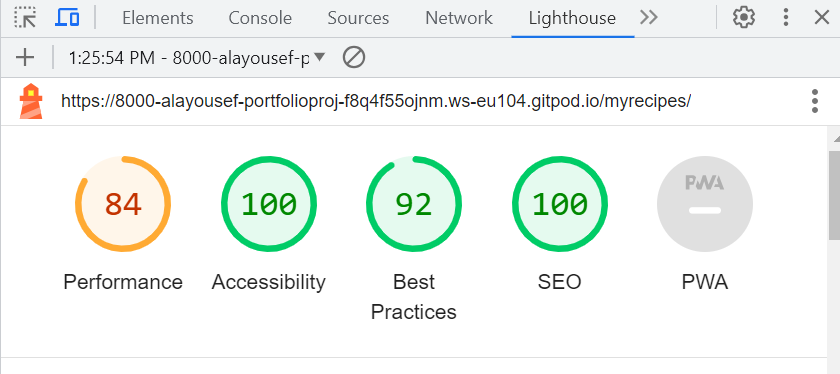 Elements Console Sources Network Lighthouse
1:25:54 PM - 8000-alayousef-p
https://8000-alayousef-portfolioproj-f8q4f55ojnm.ws-eu104.gitpod.io/myrecipes/
84 100 92 100 PWA
Performance Accessibility Best Practices SEO PWA